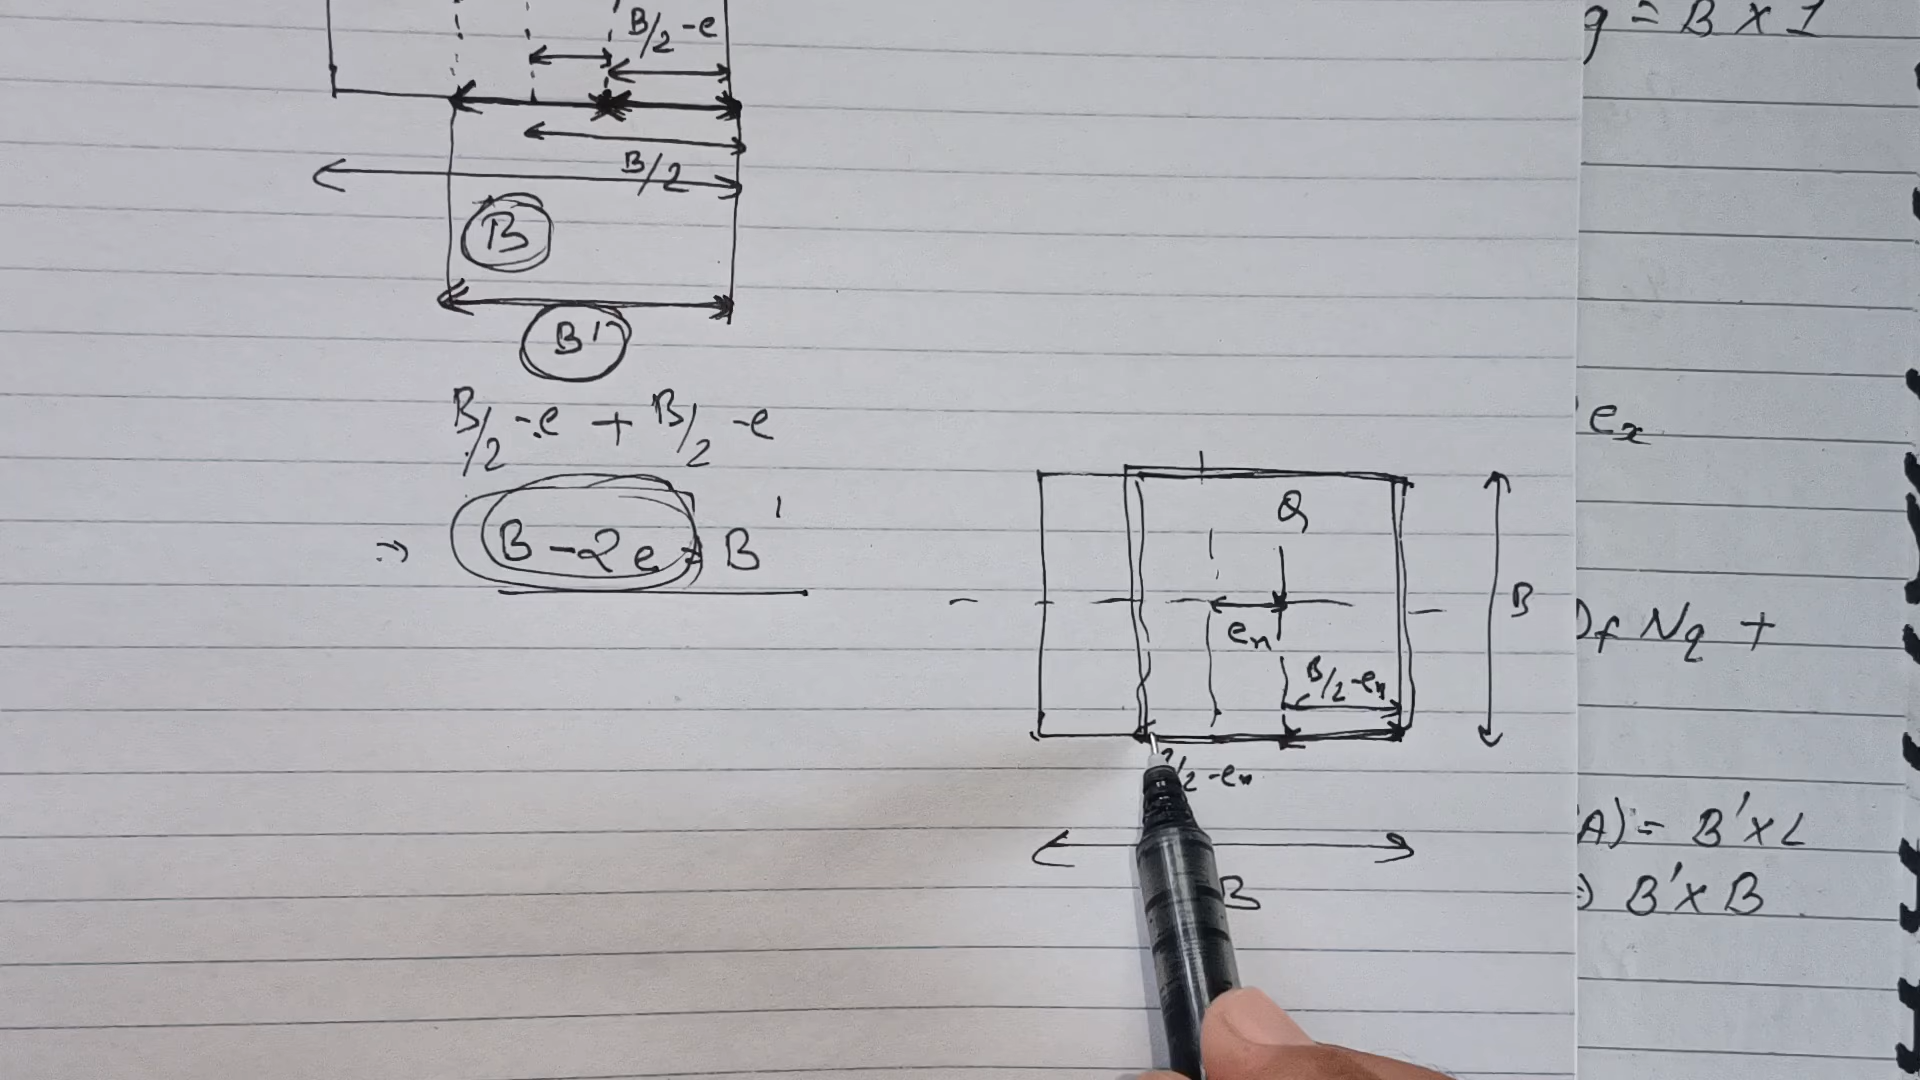 B/2 -e
B/2
B
B'
B/2 -e + B/2 -e
⇒ B - 2e = B'
Q
ex
B/2 -ex
B
/2 -ex
B
g = B × 1
ex
Df Nq +
A) = B' × L
B' × B